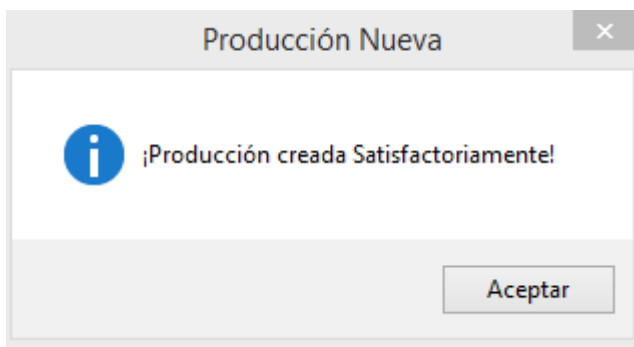 Producción Nueva
¡Producción creada Satisfactoriamente!
Aceptar